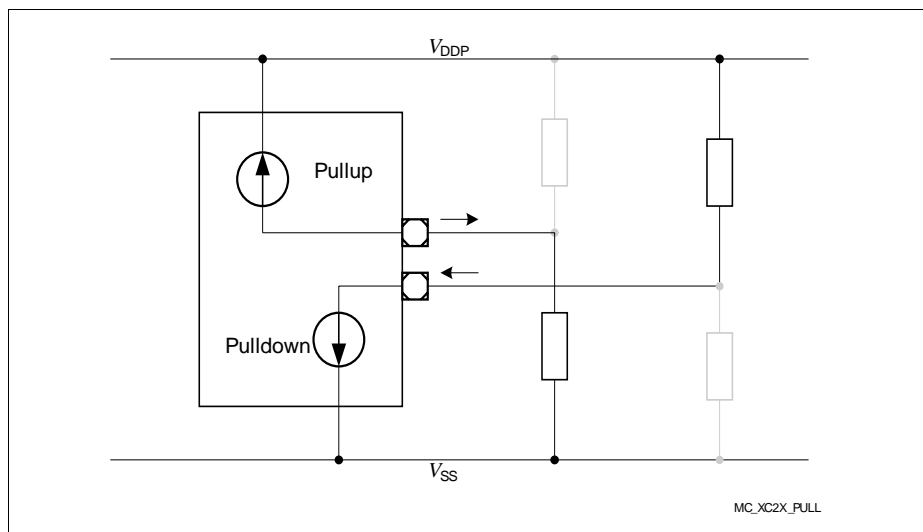 VDDP
Pullup
Pulldown
VSS
MC_XC2X_PULL